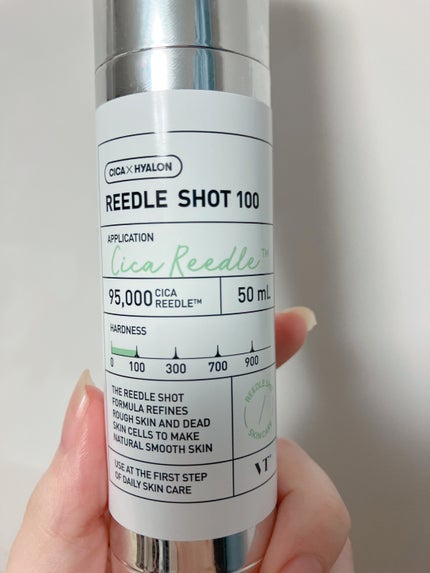 CICA×HYALON
REEDLE SHOT 100
APPLICATION
Cica Reedle™
95,000 CICA REEDLE™
50 mL
HARDNESS
0 100 300 700 900
THE REEDLE SHOT
FORMULA REFINES
ROUGH SKIN AND DEAD
SKIN CELLS TO MAKE
NATURAL SMOOTH SKIN
USE AT THE FIRST STEP
OF DAILY SKIN CARE
VT